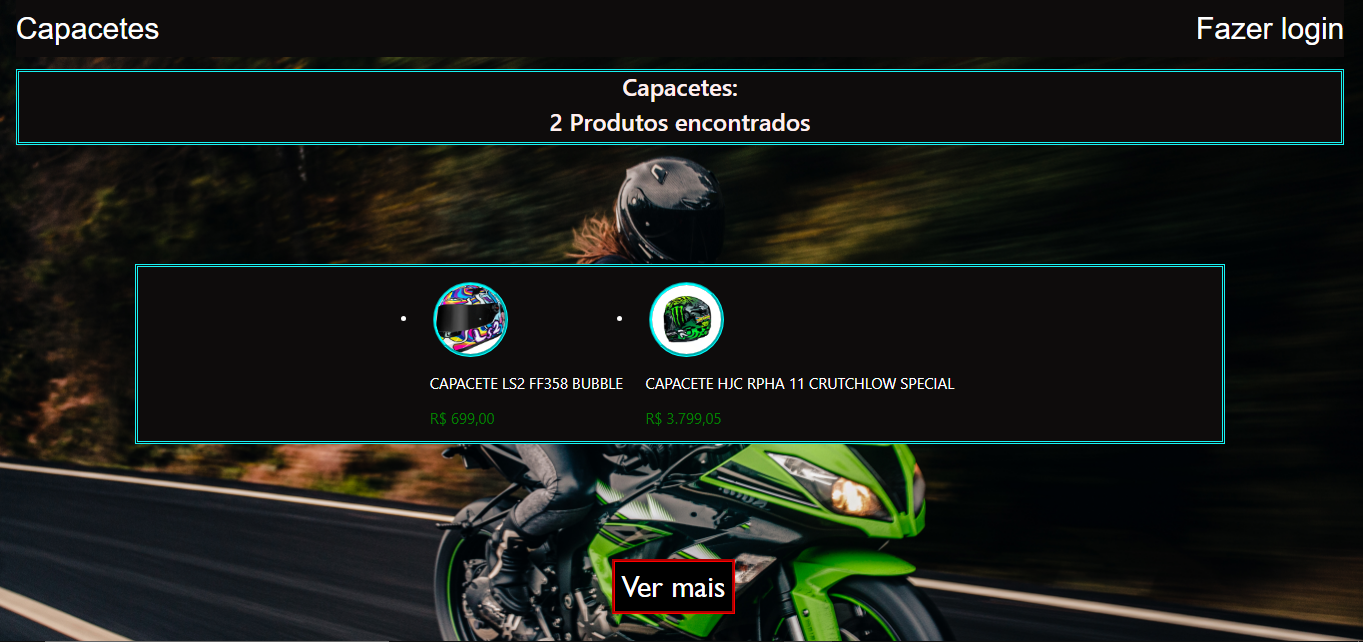 Capacetes
Fazer login
Capacetes:
2 Produtos encontrados
CAPACETE LS2 FF358 BUBBLE
CAPACETE HJC RPHA 11 CRUTCHLOW SPECIAL
R$ 699,00
R$ 3.799,05
Ver mais